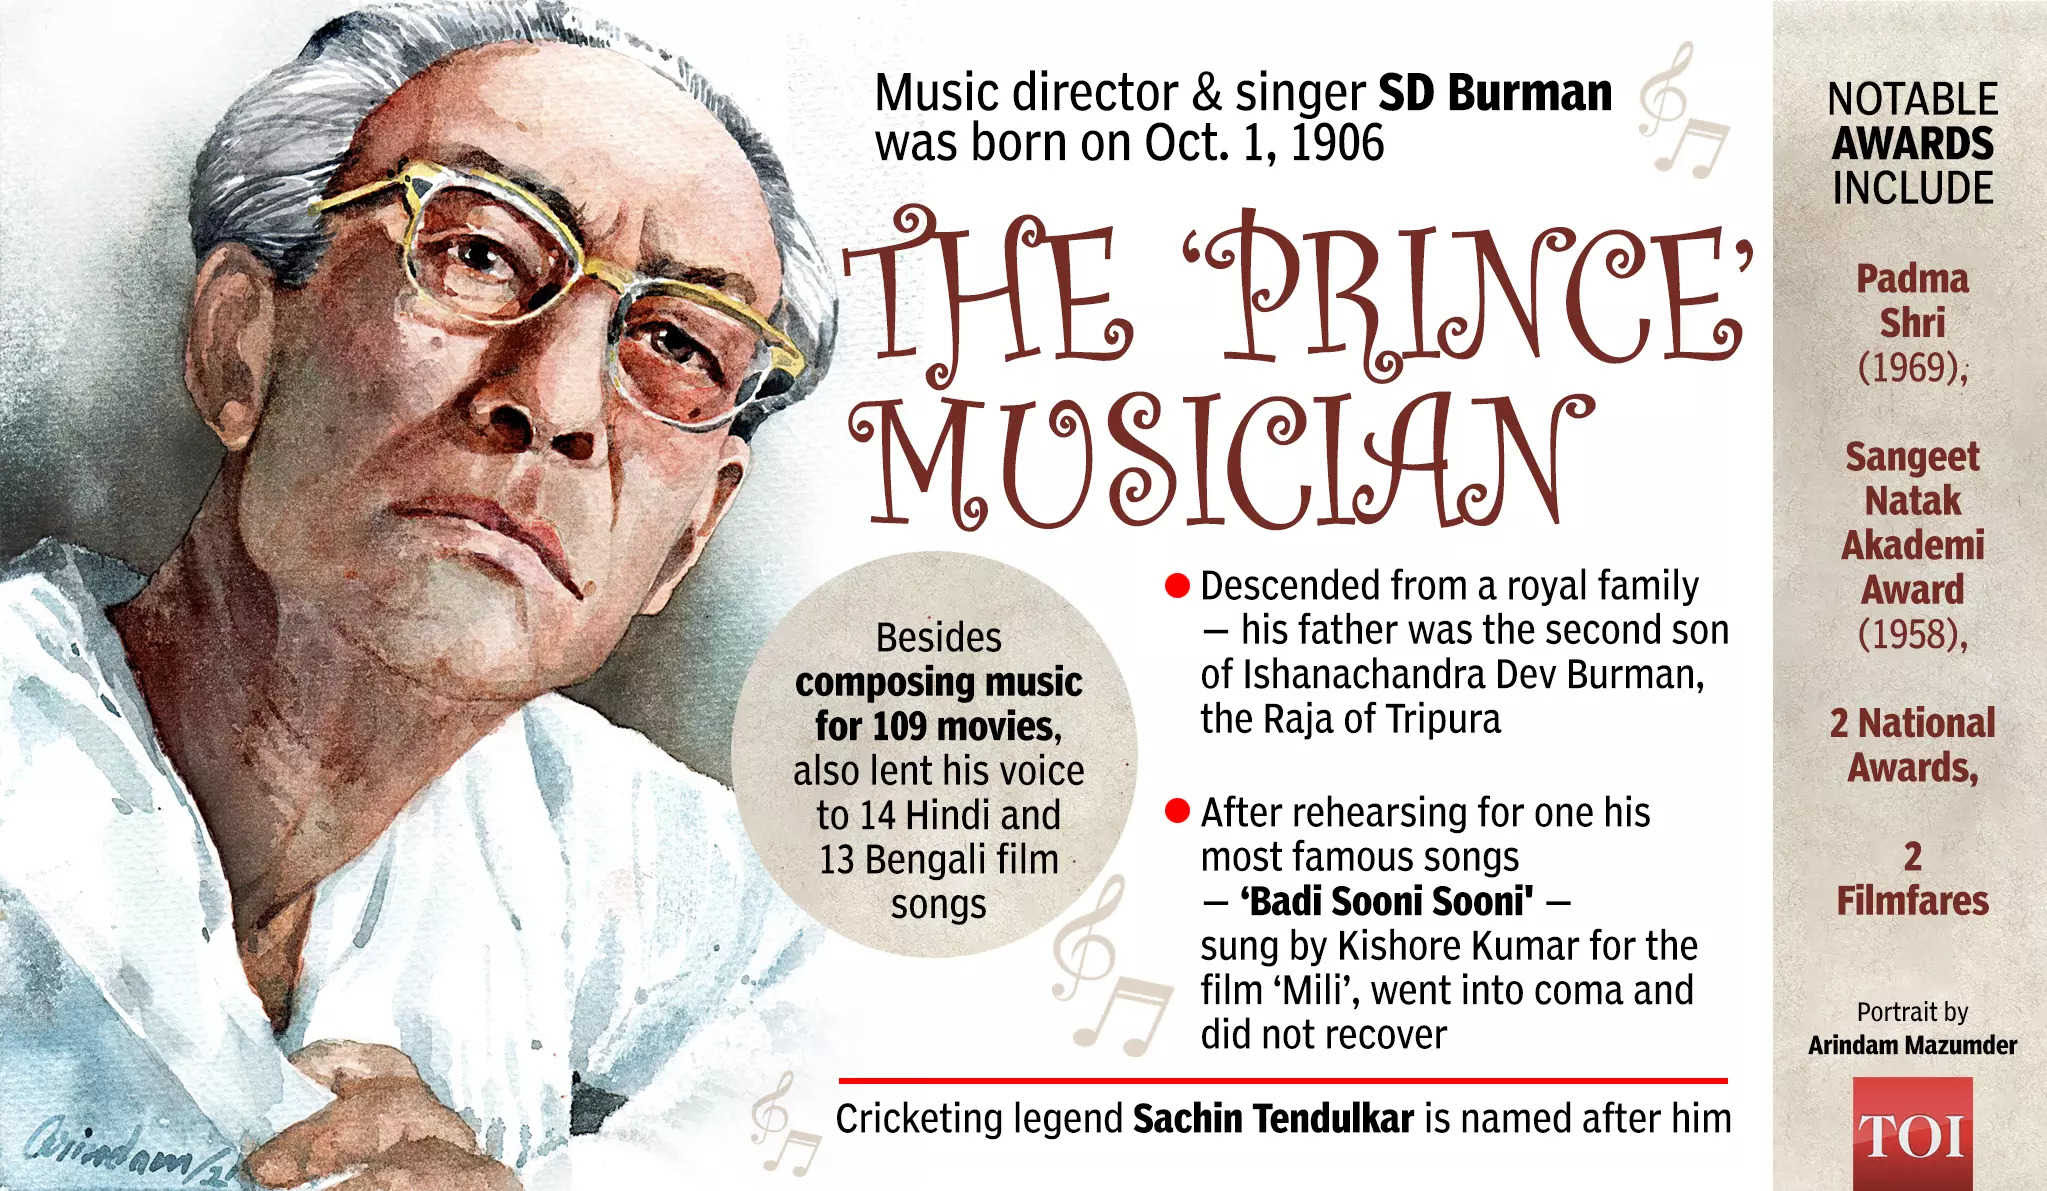 Music director & singer SD Burman
was born on Oct. 1, 1906
THE ‘PRINCE’
MUSICIAN
Besides
composing music
for 109 movies,
also lent his voice
to 14 Hindi and
13 Bengali film
songs
Descended from a royal family
– his father was the second son
of Ishanachandra Dev Burman,
the Raja of Tripura
After rehearsing for one his
most famous songs
– ‘Badi Sooni Sooni' –
sung by Kishore Kumar for the
film ‘Mili’, went into coma and
did not recover
Cricketing legend Sachin Tendulkar is named after him
NOTABLE
AWARDS
INCLUDE
Padma
Shri
(1969),
Sangeet
Natak
Akademi
Award
(1958),
2 National
Awards,
2
Filmfares
Portrait by
Arindam Mazumder
TOI
Arindam/21